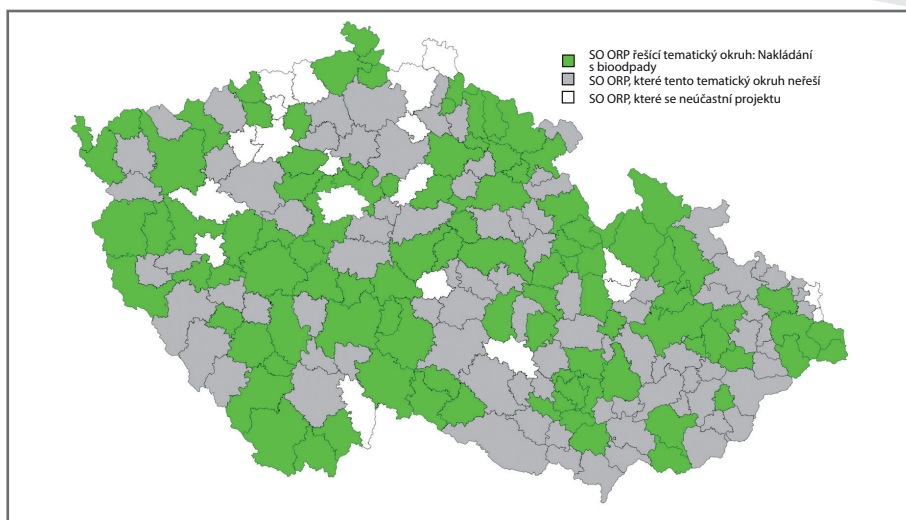 SO ORP řešící tematický okruh: Nakládání
s bioodpady
SO ORP, které tento tematický okruh neřeší
SO ORP, které se neúčastní projektu